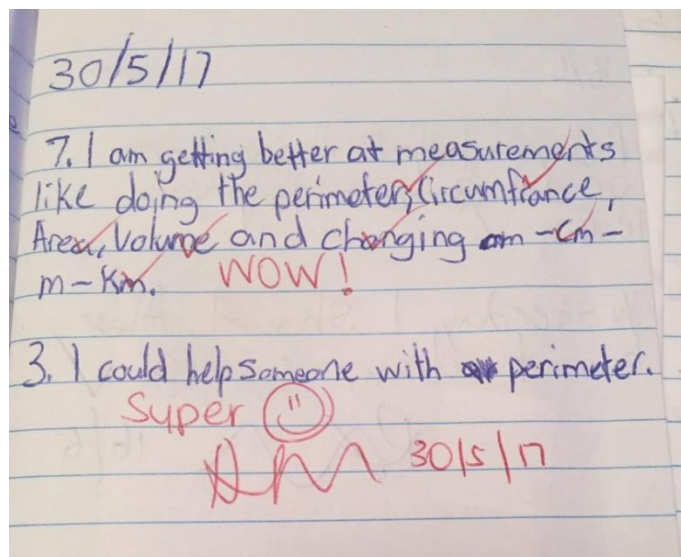 30/5/17
7. I am getting better at measurements
like doing the perimeter, Circumfrance,
Area, Volume and changing mm-cm-
m-km. WOW!
3. I could help someone with perimeter.
Super
30/5/17